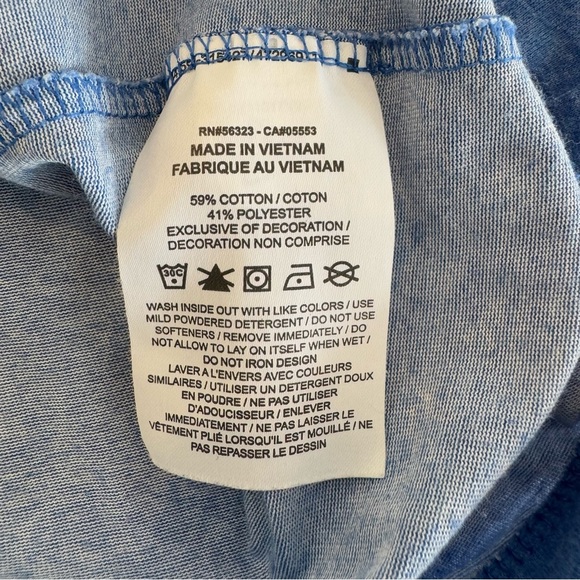 RN#56323 - CA#05553
MADE IN VIETNAM
FABRIQUE AU VIETNAM
59% COTTON / COTON
41% POLYESTER
EXCLUSIVE OF DECORATION /
DECORATION NON COMPRISE
30C
WASH INSIDE OUT WITH LIKE COLORS / USE
MILD POWDERED DETERGENT / DO NOT USE
SOFTENERS / REMOVE IMMEDIATELY / DO
NOT ALLOW TO LAY ON ITSELF WHEN WET /
DO NOT IRON DESIGN
LAVER A L'ENVERS AVEC COULEURS
SIMILAIRES / UTILISER UN DETERGENT DOUX
EN POUDRE / NE PAS UTILISER
D'ADOUCISSEUR / ENLEVER
IMMEDIATEMENT / NE PAS LAISSER LE
VÊTEMENT PLIÉ LORSQU'IL EST MOUILLÉ / NE
PAS REPASSER LE DESSIN